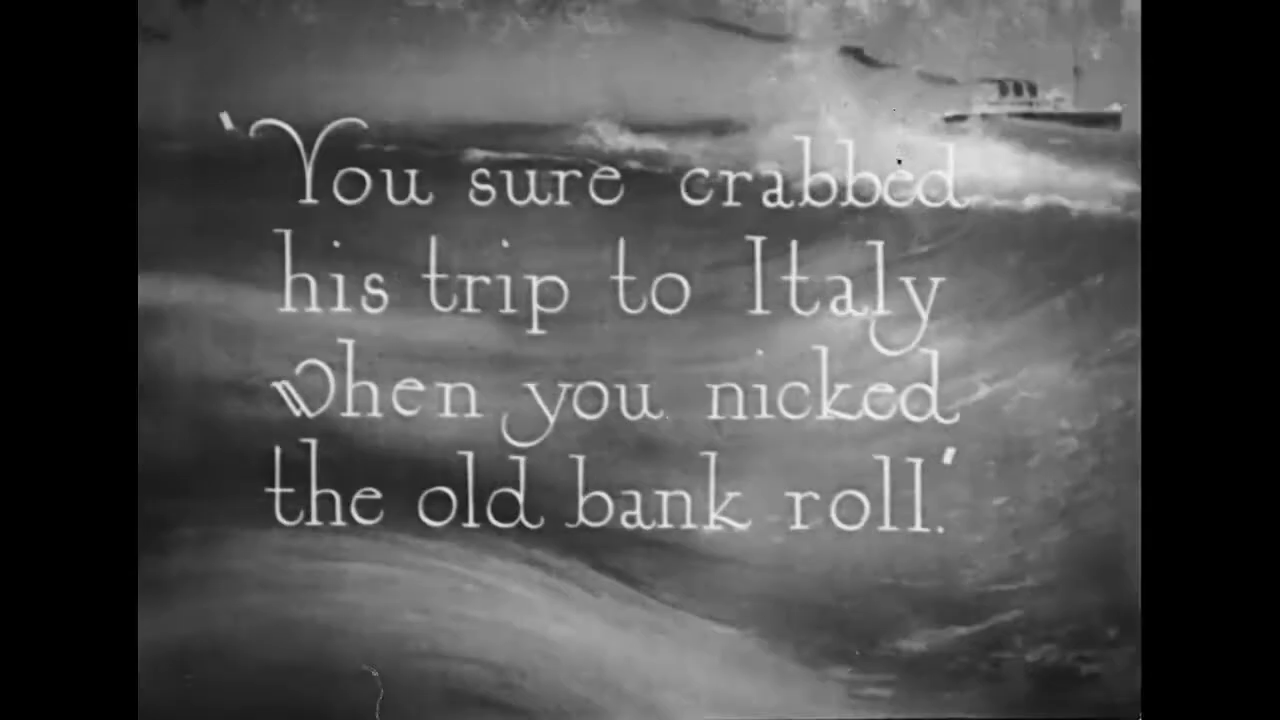 'You sure crabbed
his trip to Italy
when you nicked
the old bank roll.'